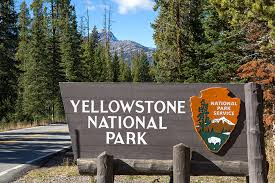 YELLOWSTONE
NATIONAL
PARK
NATIONAL
PARK
SERVICE